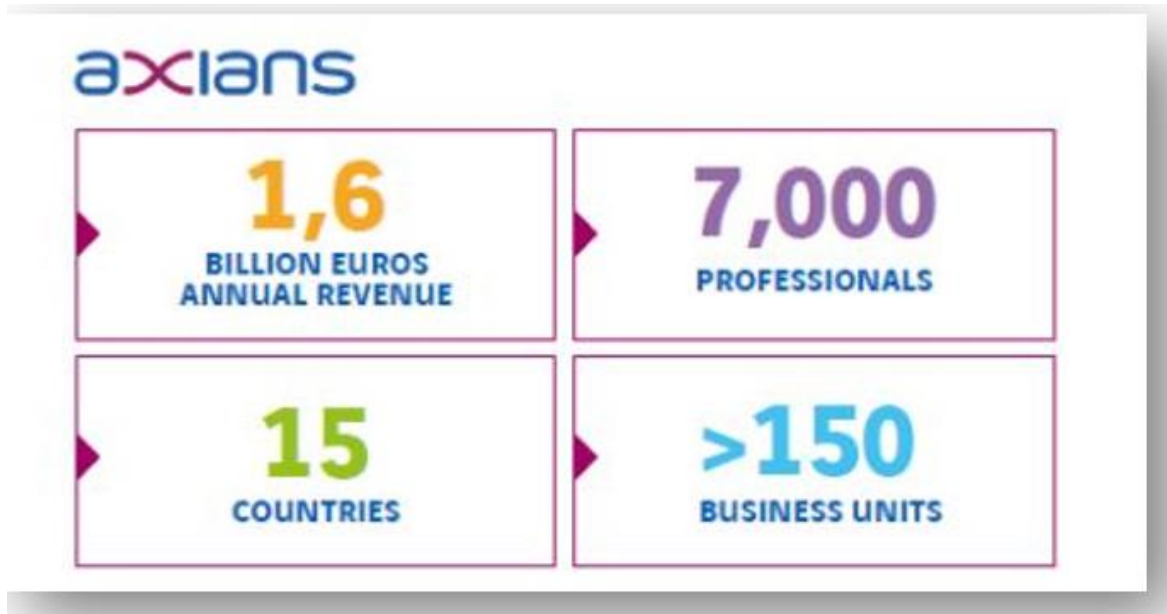 axians
1,6
BILLION EUROS
ANNUAL REVENUE
7,000
PROFESSIONALS
15
COUNTRIES
>150
BUSINESS UNITS